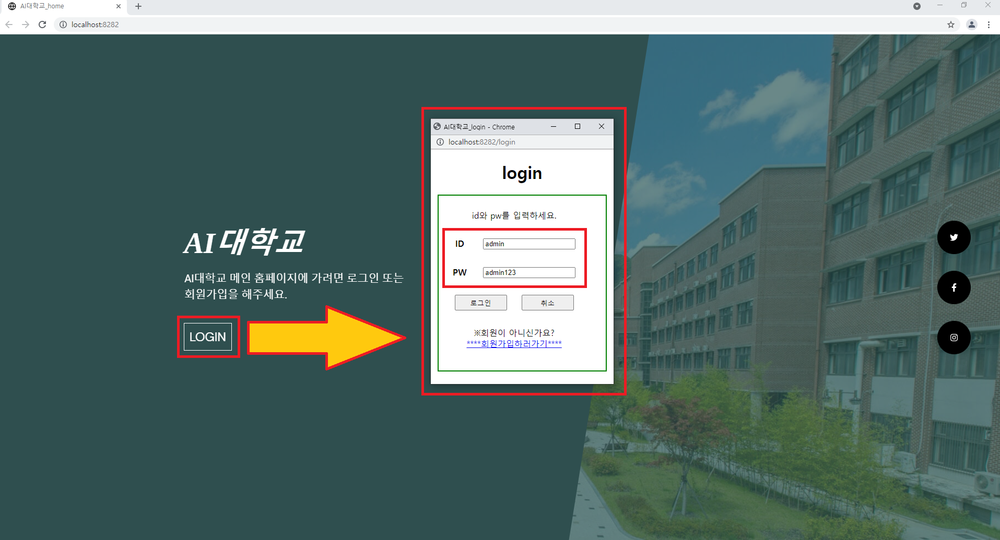 AI대학교_home
localhost:8282
AI대학교_login - Chrome
localhost:8282/login
login
id와 pw를 입력하세요.
ID admin
PW admin123
로그인 취소
※회원이 아니신가요?
****회원가입하러가기****
AI대학교
AI대학교 메인 홈페이지에 가려면 로그인 또는
회원가입을 해주세요.
LOGIN